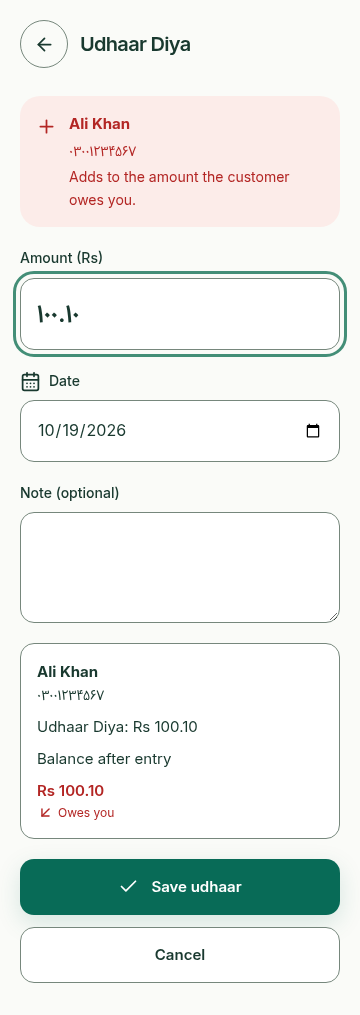 Udhaar Diya
Ali Khan
۰۳۰۰۱۲۳۴۵۶۷
Adds to the amount the customer
owes you.
Amount (Rs)
۱۰۰.۱۰
Date
10/19/2026
Note (optional)
Ali Khan
۰۳۰۰۱۲۳۴۵۶۷
Udhaar Diya: Rs 100.10
Balance after entry
Rs 100.10
Owes you
Save udhaar
Cancel